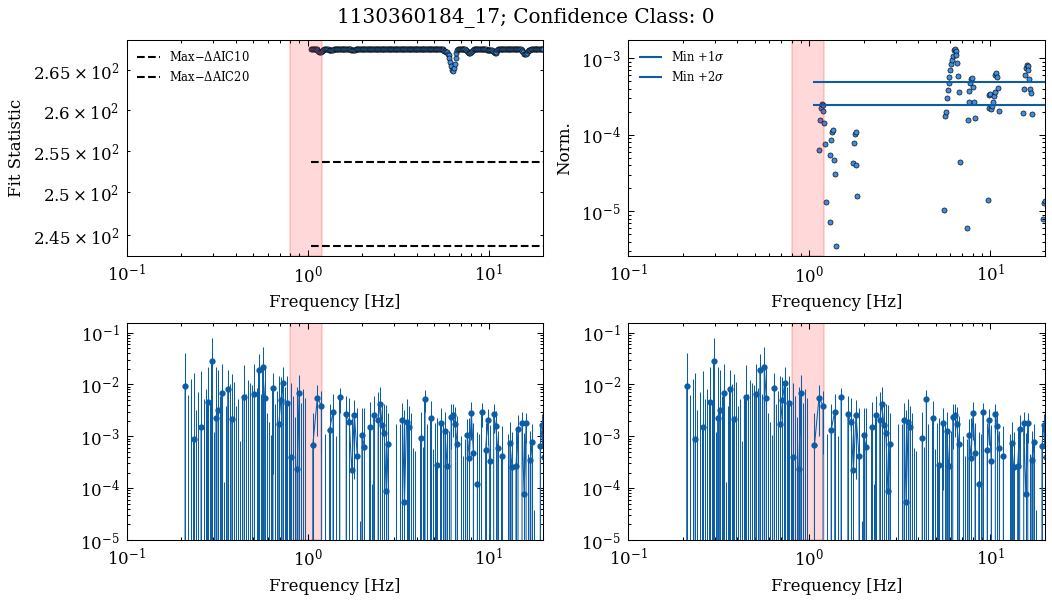 1130360184_17; Confidence Class: 0
Fit Statistic
2.65 × 10²
2.6 × 10²
2.55 × 10²
2.5 × 10²
2.45 × 10²
Max−ΔAIC10
Max−ΔAIC20
10⁻¹ 10⁰ 10¹
Frequency [Hz]
Norm.
10⁻³
10⁻⁴
10⁻⁵
Min +1σ
Min +2σ
10⁻¹ 10⁰ 10¹
Frequency [Hz]
10⁻¹
10⁻²
10⁻³
10⁻⁴
10⁻⁵
10⁻¹ 10⁰ 10¹
Frequency [Hz]
10⁻¹
10⁻²
10⁻³
10⁻⁴
10⁻⁵
10⁻¹ 10⁰ 10¹
Frequency [Hz]